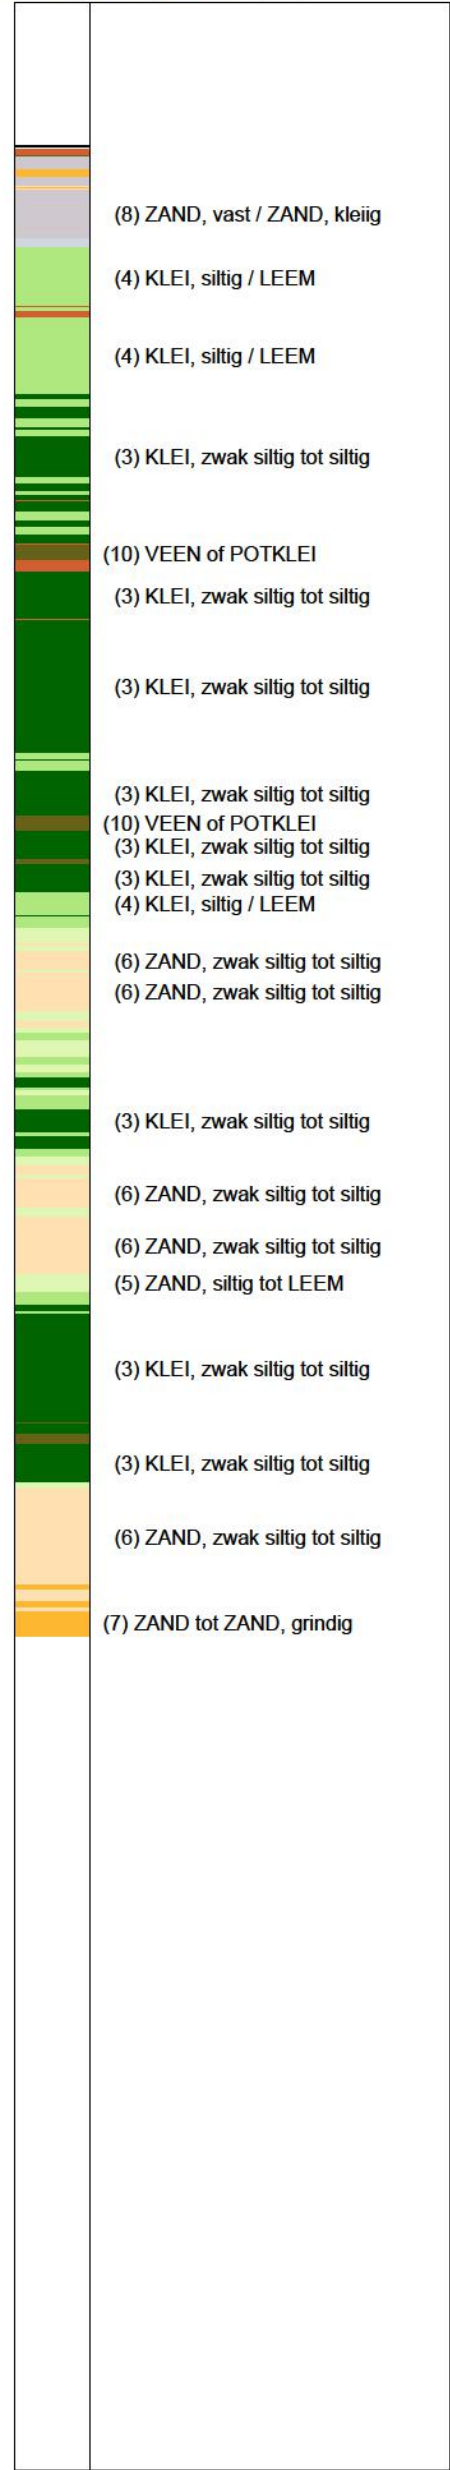 (8) ZAND, vast / ZAND, kleiig
(4) KLEI, siltig / LEEM
(4) KLEI, siltig / LEEM
(3) KLEI, zwak siltig tot siltig
(10) VEEN of POTKLEI
(3) KLEI, zwak siltig tot siltig
(3) KLEI, zwak siltig tot siltig
(3) KLEI, zwak siltig tot siltig
(10) VEEN of POTKLEI
(3) KLEI, zwak siltig tot siltig
(3) KLEI, zwak siltig tot siltig
(4) KLEI, siltig / LEEM
(6) ZAND, zwak siltig tot siltig
(6) ZAND, zwak siltig tot siltig
(3) KLEI, zwak siltig tot siltig
(6) ZAND, zwak siltig tot siltig
(6) ZAND, zwak siltig tot siltig
(5) ZAND, siltig tot LEEM
(3) KLEI, zwak siltig tot siltig
(3) KLEI, zwak siltig tot siltig
(6) ZAND, zwak siltig tot siltig
(7) ZAND tot ZAND, grindig